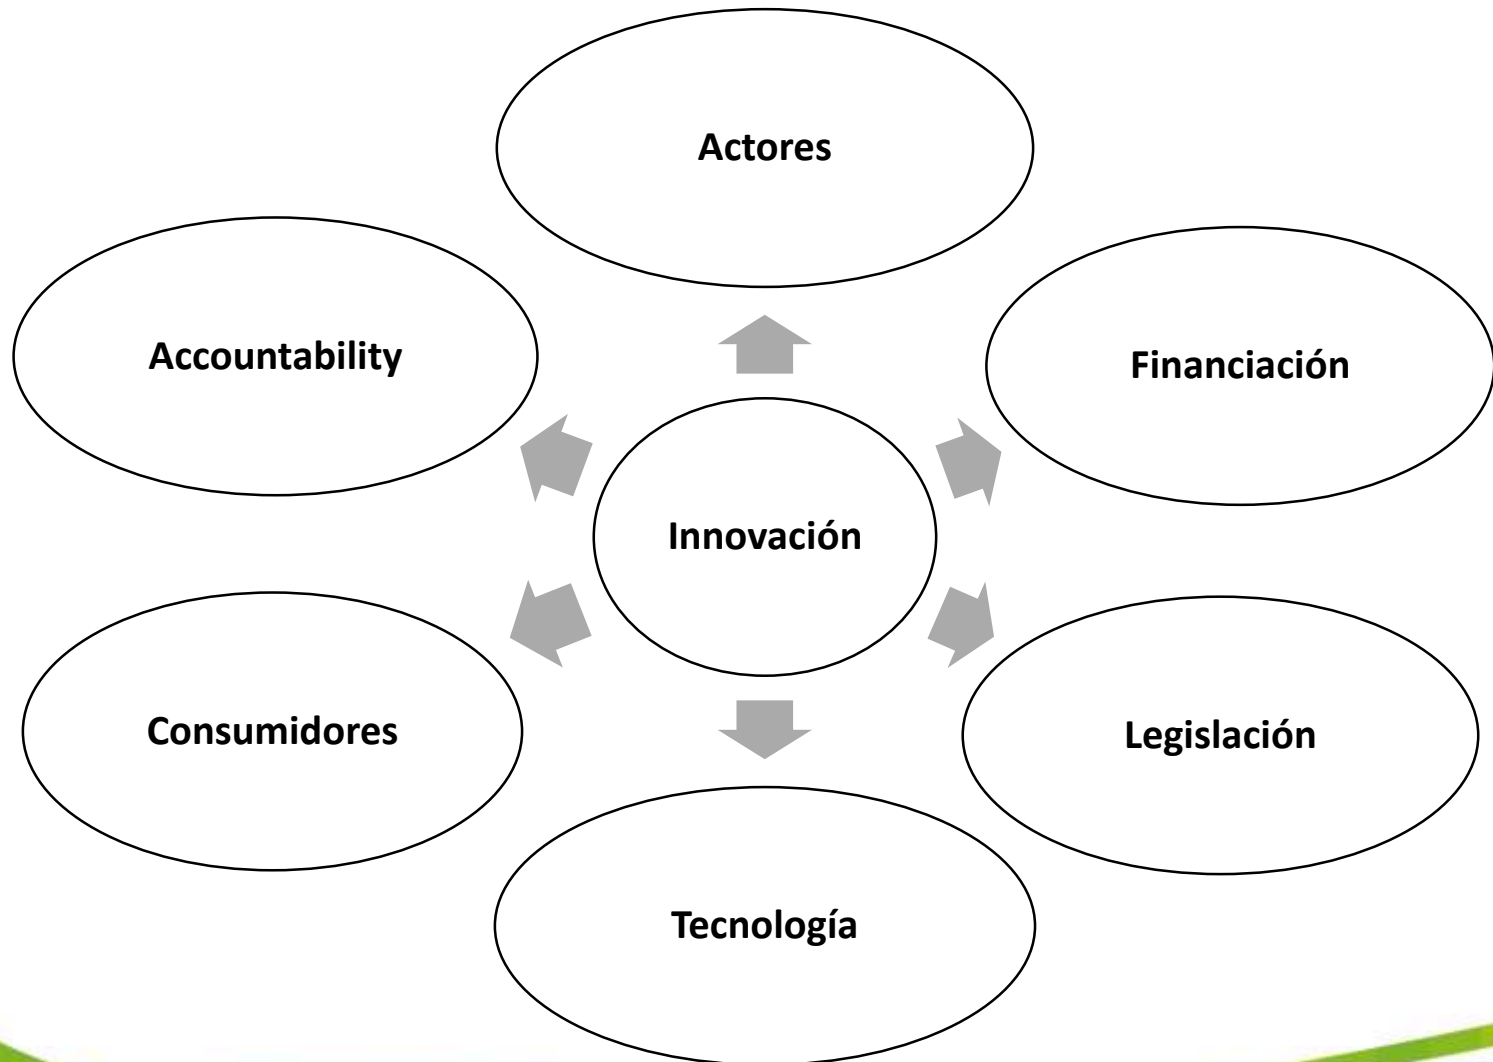 Actores
Accountability
Financiación
Innovación
Consumidores
Legislación
Tecnología